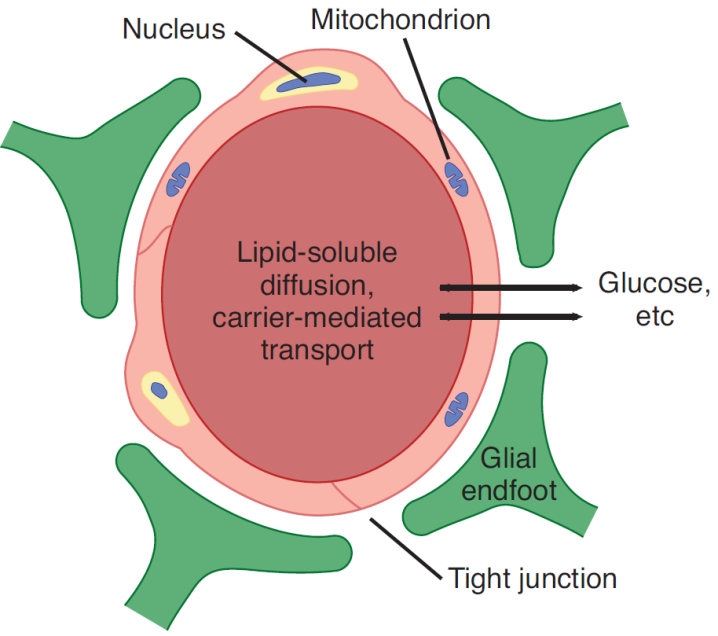 Nucleus
Mitochondrion
Lipid-soluble
diffusion,
carrier-mediated
transport
Glucose,
etc
Glial
endfoot
Tight junction